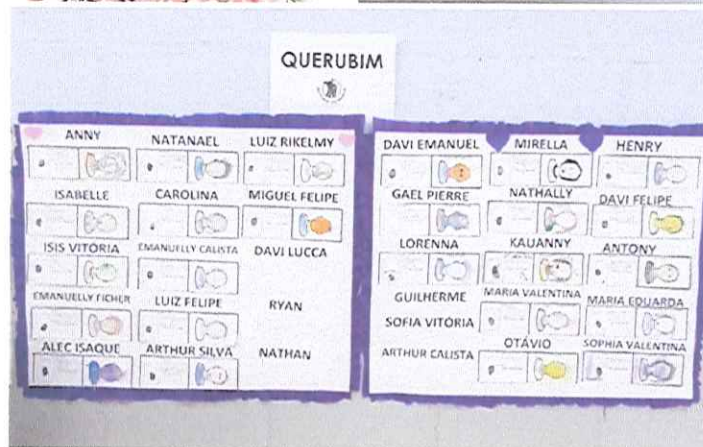 QUERUBIM
ANNY NATANAEL LUIZ RIKELMY
ISABELLE CAROLINA MIGUEL FELIPE
ISIS VITÓRIA EMANUELLY CALISTA DAVI LUCCA
EMANUELLY FICHER LUIZ FELIPE RYAN
ALEC ISAQUE ARTHUR SILVA NATHAN
DAVI EMANUEL MIRELLA HENRY
GAEL PIERRE NATHALLY DAVI FELIPE
LORENNA KAUANNY ANTONY
GUILHERME MARIA VALENTINA MARIA EDUARDA
SOFIA VITÓRIA
ARTHUR CALISTA OTÁVIO SOPHIA VALENTINA